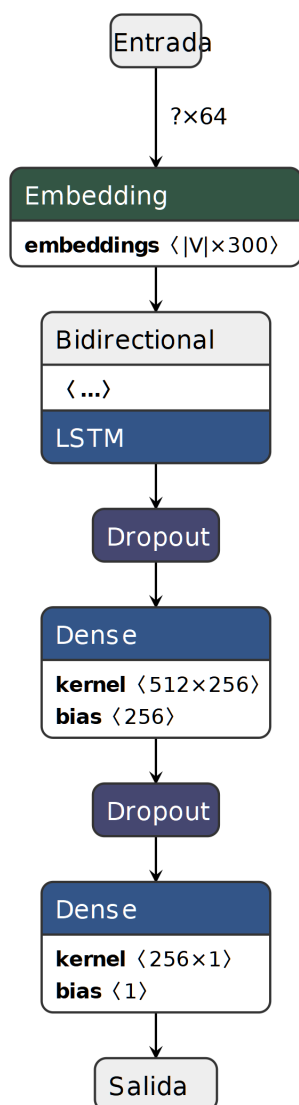 Entrada
?×64
Embedding
embeddings ⟨|V|×300⟩
Bidirectional
⟨...⟩
LSTM
Dropout
Dense
kernel ⟨512×256⟩
bias ⟨256⟩
Dropout
Dense
kernel ⟨256×1⟩
bias ⟨1⟩
Salida